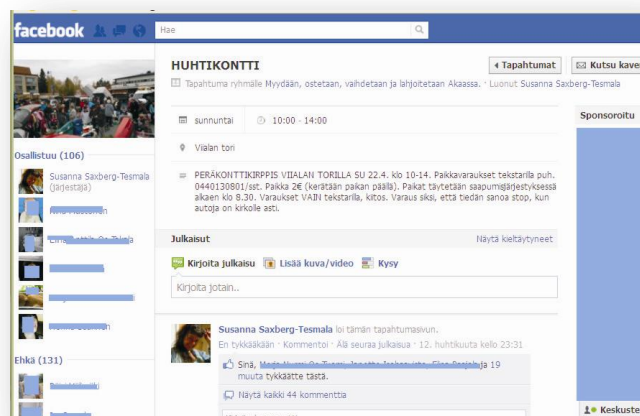 facebook
Hae
HUHTIKONTTI
Tapahtumat
Kutsu kaver
Tapahtuma ryhmälle Myydään, ostetaan, vaihdetaan ja lahjoitetaan Akaassa. · Luonut Susanna Saxberg-Tesmala
sunnuntai
10:00 - 14:00
Sponsoroitu
Vialan tori
Osallistuu (106)
Susanna Saxberg-Tesmala
(järjestäjä)
PERÄKONTTIKIRPPIS VIIALAN TORILLA SU 22.4. klo 10-14. Paikkavaraukset tekstarilla puh.
0440130801/sst. Paikka 2€ (kerätään paikan päällä). Paikat täytetään saapumisjärjestyksessä
alkaen klo 8.30. Varaukset VAIN tekstarilla, kitos. Varaus siksi, että tiedän sanoa stop, kun
autoja on kirkolle asti.
Julkaisut
Näytä kieltäytyneet
Kirjoita julkaisu
Lisää kuva/video
Kysy
Kirjoita jotain..
Susanna Saxberg-Tesmala loi tämän tapahtumasivun.
En tykkääkään · Kommentoi · Älä seuraa julkaisua · 12. huhtikuuta kello 23:31
Ehkä (131)
Sinä, ja 19
muuta tykkäätte tästä.
Näytä kaikki 44 kommenttia
Keskuste